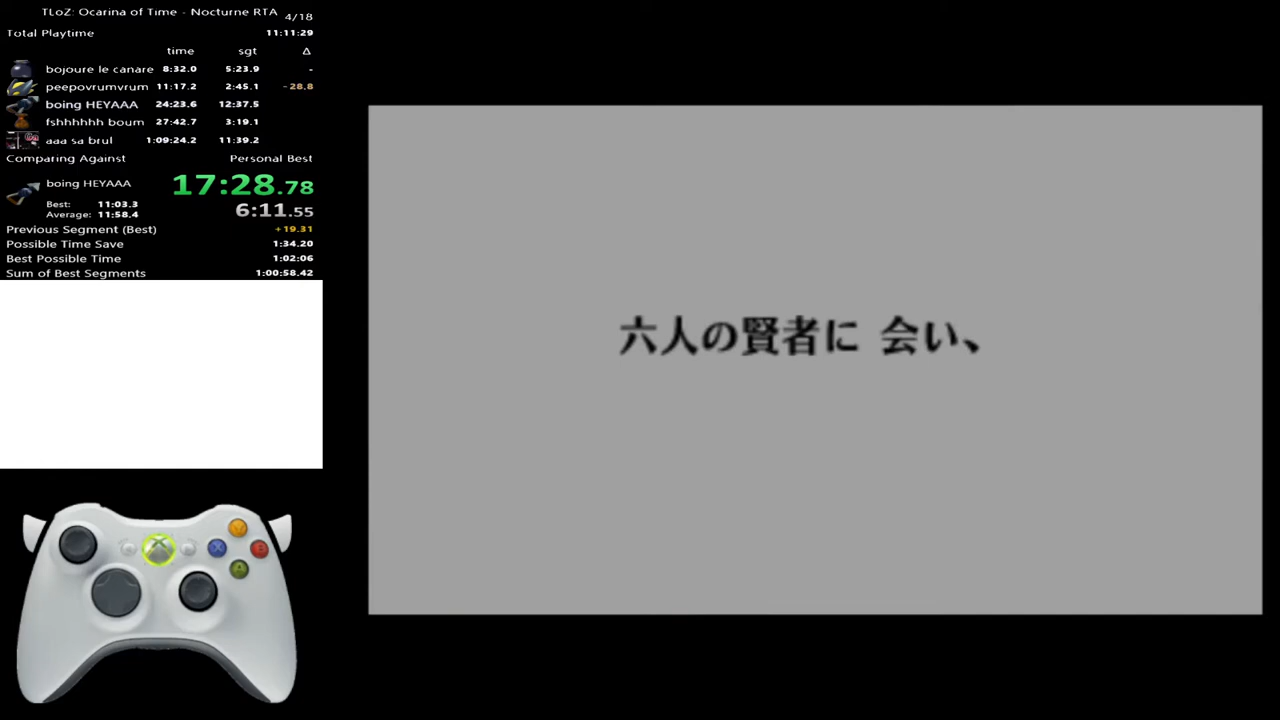 TLoZ: Ocarina of Time - Nocturne RTA 4/18
Total Playtime 11:11:29
time sgt Δ
bojoure le canare 8:32.0 5:23.9 -
peepovrumvrum 11:17.2 2:45.1 -28.8
boing HEYAAA 24:23.6 12:37.5
fshhhhhh boum 27:42.7 3:19.1
aaa sa brul 1:09:24.2 11:39.2
Comparing Against Personal Best
boing HEYAAA 17:28.78
Best: 11:03.3 6:11.55
Average: 11:58.4
Previous Segment (Best) +19.31
Possible Time Save 1:34.20
Best Possible Time 1:02:06
Sum of Best Segments 1:00:58.42
六人の賢者に 会い、
Y
X
B
A